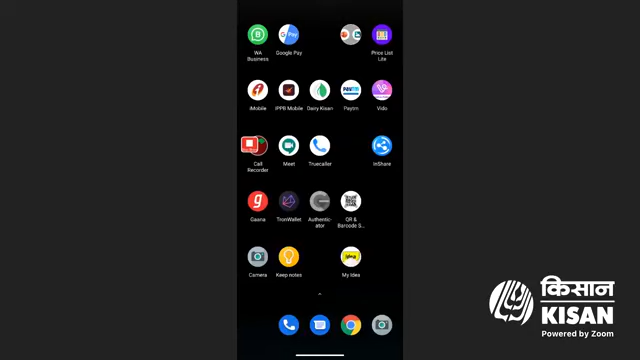 WA Business
Google Pay
Price List Lite
iMobile
IPPB Mobile
Dairy Kisan
Paytm
Vido
Call Recorder
Meet
Truecaller
InShare
Gaana
TronWallet
Authentic-ator
QR & Barcode S...
Camera
Keep notes
My Idea
किसान
KISAN
Powered by Zoom